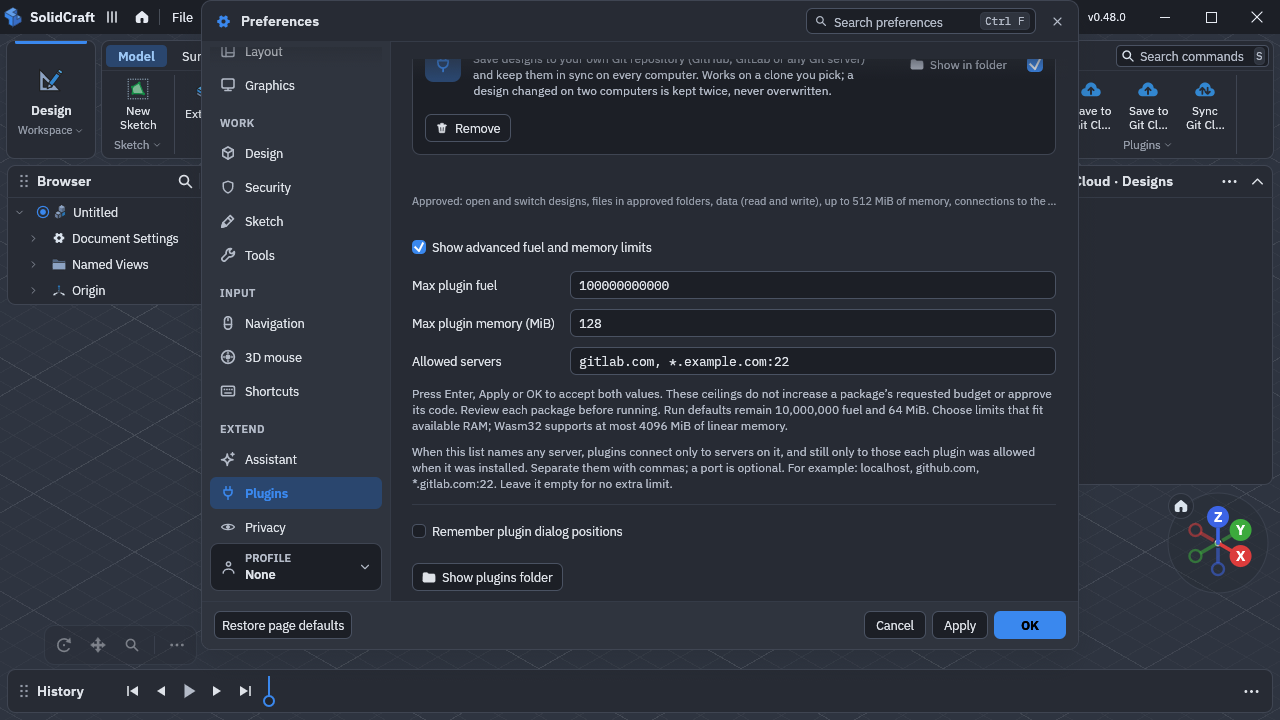 SolidCraft
File
Preferences
Search preferences
Ctrl F
v0.48.0
Model
Design
Workspace
New
Sketch
Sketch
Search commands
S
Save to
Git Cl...
Sync
Git Cl...
Plugins
Browser
Untitled
Document Settings
Named Views
Origin
Cloud · Designs
Layout
Graphics
WORK
Design
Security
Sketch
Tools
INPUT
Navigation
3D mouse
Shortcuts
EXTEND
Assistant
Plugins
Privacy
PROFILE
None
Save designs to your own Git repository (GitHub, GitLab or any Git server)
and keep them in sync on every computer. Works on a clone you pick; a
design changed on two computers is kept twice, never overwritten.
Show in folder
Remove
Approved: open and switch designs, files in approved folders, data (read and write), up to 512 MiB of memory, connections to the ...
Show advanced fuel and memory limits
Max plugin fuel
100000000000
Max plugin memory (MiB)
128
Allowed servers
gitlab.com, *.example.com:22
Press Enter, Apply or OK to accept both values. These ceilings do not increase a package's requested budget or approve
its code. Review each package before running. Run defaults remain 10,000,000 fuel and 64 MiB. Choose limits that fit
available RAM; Wasm32 supports at most 4096 MiB of linear memory.
When this list names any server, plugins connect only to servers on it, and still only to those each plugin was allowed
when it was installed. Separate them with commas; a port is optional. For example: localhost, github.com,
*.gitlab.com:22. Leave it empty for no extra limit.
Remember plugin dialog positions
Show plugins folder
Restore page defaults
Cancel
Apply
OK
Z
Y
X
History